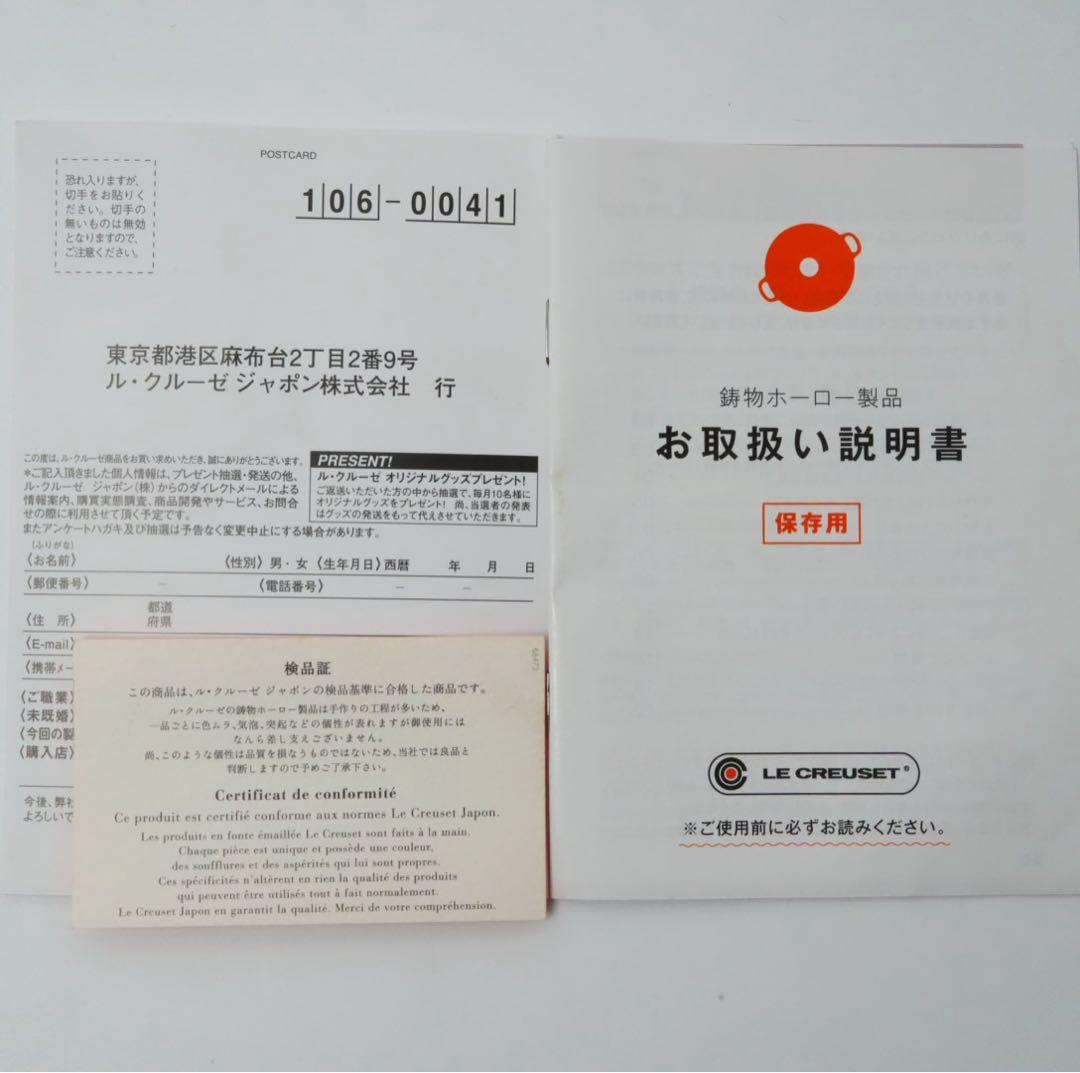 POSTCARD
恐れ入りますが、
切手をお貼りく
ださい。切手の
無いものは無効
となりますので、
ご注意ください。
106-0041
東京都港区麻布台2丁目2番9号
ル・クルーゼ ジャポン株式会社 行
この度は、ル・クルーゼ商品をお買い求めいただき、誠にありがとうございます。
*ご記入頂きました個人情報は、プレゼント抽選・発送の他、
ル・クルーゼ ジャポン(株)からのダイレクトメールによる
情報案内、購買実態調査、商品開発やサービス、お問合
せの際に利用させて頂く予定です。
またアンケートハガキ及び抽選は予告なく変更中止にする場合があります。
PRESENT!
ル・クルーゼ オリジナルグッズプレゼント!
ご返送いただいた方の中から抽選で、毎月10名様に
オリジナルグッズをプレゼント! 尚、当選者の発表
はグッズの発送をもって代えさせていただきます。
(ふりがな)
〈お名前〉 〈性別〉男・女 〈生年月日〉西暦 年 月 日
〈郵便番号〉 − 〈電話番号〉 − −
〈住 所〉 都道
府県
〈E-mail〉
〈携帯メー
〈ご職業〉
〈未既婚〉
〈今回の製
〈購入店〉
今後、弊社
よろしいで
検品証
この商品は、ル・クルーゼ ジャポンの検品基準に合格した商品です。
ル・クルーゼの鋳物ホーロー製品は手作りの工程が多いため、
一品ごとに色ムラ、気泡、突起などの個性が表れますが御使用には
なんら差し支えございません。
尚、このような個性は品質を損なうものではないため、当社では良品と
判断しますので予めご了承下さい。
Certificat de conformité
Ce produit est certifié conforme aux normes Le Creuset Japon.
Les produits en fonte émaillée Le Creuset sont faits à la main.
Chaque pièce est unique et possède une couleur,
des soufflures et des aspérités qui lui sont propres.
Ces spécificités n'altèrent en rien la qualité des produits
qui peuvent être utilisés tout à fait normalement.
Le Creuset Japon en garantit la qualité. Merci de votre compréhension.
鋳物ホーロー製品
お取扱い説明書
保存用
LE CREUSET®
※ご使用前に必ずお読みください。